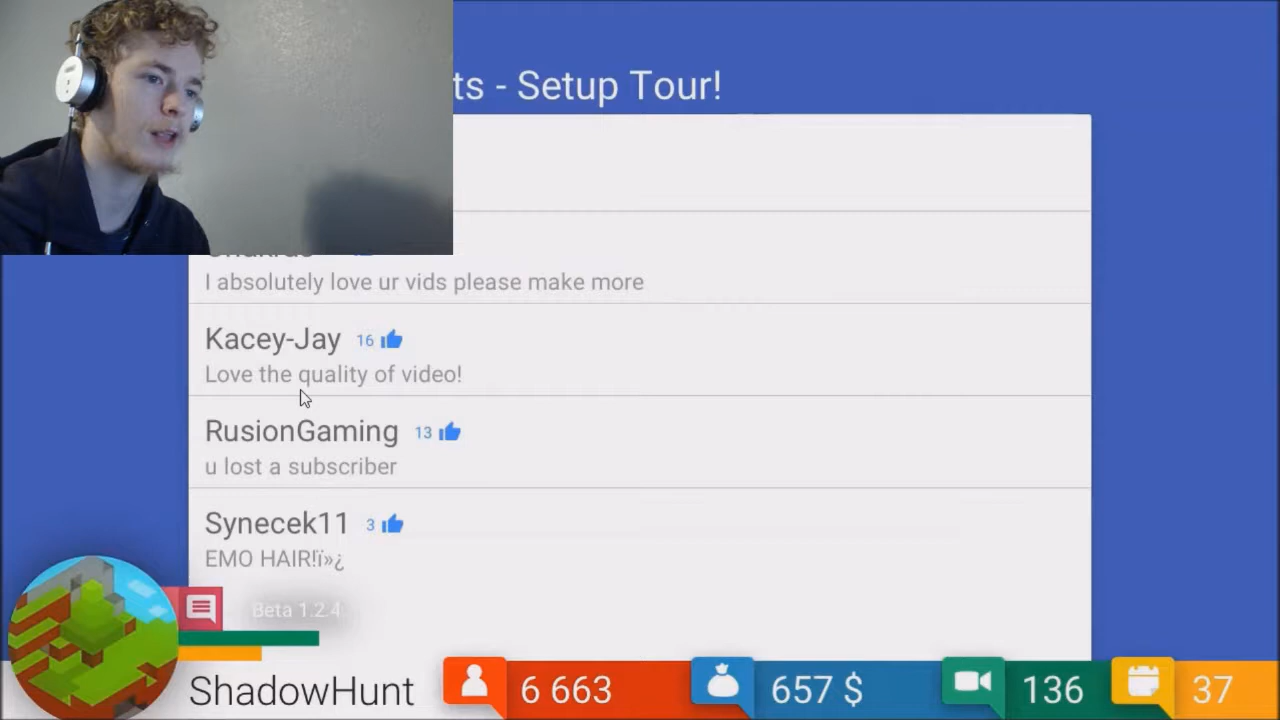 ts - Setup Tour!
I absolutely love ur vids please make more
Kacey-Jay 16
Love the quality of video!
RusionGaming 13
u lost a subscriber
Synecek11 3
EMO HAIR!ï»¿
Beta 1.2.4
ShadowHunt
6 663
657 $
136
37